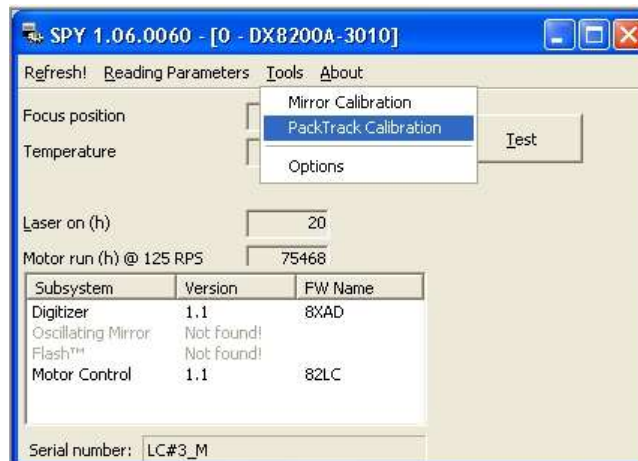 SPY 1.06.0060 - [0 - DX8200A-3010]
Refresh! Reading Parameters Tools About
Mirror Calibration
PackTrack Calibration
Options
Focus position
Temperature
Test
Laser on (h) 20
Motor run (h) @ 125 RPS 75468
Subsystem Version FW Name
Digitizer 1.1 8XAD
Oscillating Mirror Not found!
Flash™ Not found!
Motor Control 1.1 82LC
Serial number: LC#3_M